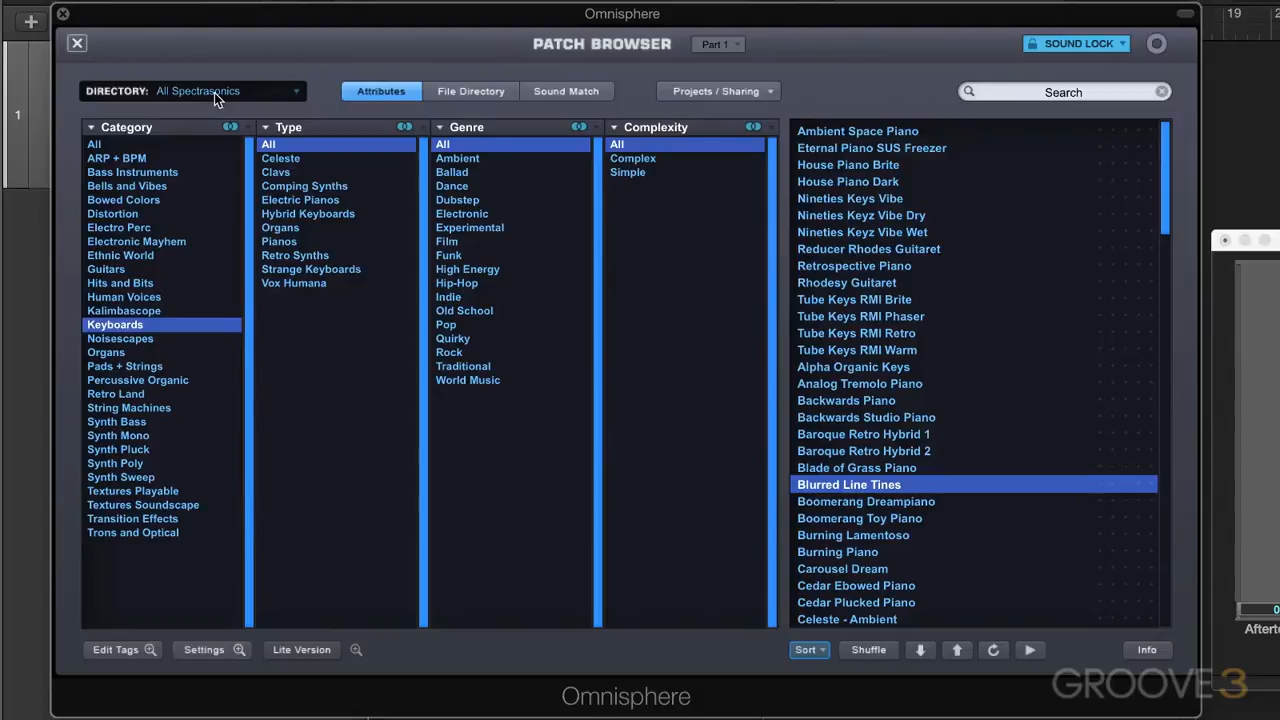 Omnisphere
19
PATCH BROWSER
Part 1
SOUND LOCK
DIRECTORY: All Spectrasonics
Attributes
File Directory
Sound Match
Projects / Sharing
Search
1
Category
All
ARP + BPM
Bass Instruments
Bells and Vibes
Bowed Colors
Distortion
Electro Perc
Electronic Mayhem
Ethnic World
Guitars
Hits and Bits
Human Voices
Kalimbascope
Keyboards
Noisescapes
Organs
Pads + Strings
Percussive Organic
Retro Land
String Machines
Synth Bass
Synth Mono
Synth Pluck
Synth Poly
Synth Sweep
Textures Playable
Textures Soundscape
Transition Effects
Trons and Optical
Type
All
Celeste
Clavs
Comping Synths
Electric Pianos
Hybrid Keyboards
Organs
Pianos
Retro Synths
Strange Keyboards
Vox Humana
Genre
All
Ambient
Ballad
Dance
Dubstep
Electronic
Experimental
Film
Funk
High Energy
Hip-Hop
Indie
Old School
Pop
Quirky
Rock
Traditional
World Music
Complexity
All
Complex
Simple
Ambient Space Piano
Eternal Piano SUS Freezer
House Piano Brite
House Piano Dark
Nineties Keys Vibe
Nineties Keyz Vibe Dry
Nineties Keyz Vibe Wet
Reducer Rhodes Guitaret
Retrospective Piano
Rhodesy Guitaret
Tube Keys RMI Brite
Tube Keys RMI Phaser
Tube Keys RMI Retro
Tube Keys RMI Warm
Alpha Organic Keys
Analog Tremolo Piano
Backwards Piano
Backwards Studio Piano
Baroque Retro Hybrid 1
Baroque Retro Hybrid 2
Blade of Grass Piano
Blurred Line Tines
Boomerang Dreampiano
Boomerang Toy Piano
Burning Lamentoso
Burning Piano
Carousel Dream
Cedar Ebowed Piano
Cedar Plucked Piano
Celeste - Ambient
0
Aftert
Edit Tags
Settings
Lite Version
Sort
Shuffle
Info
GROOVE3
Omnisphere